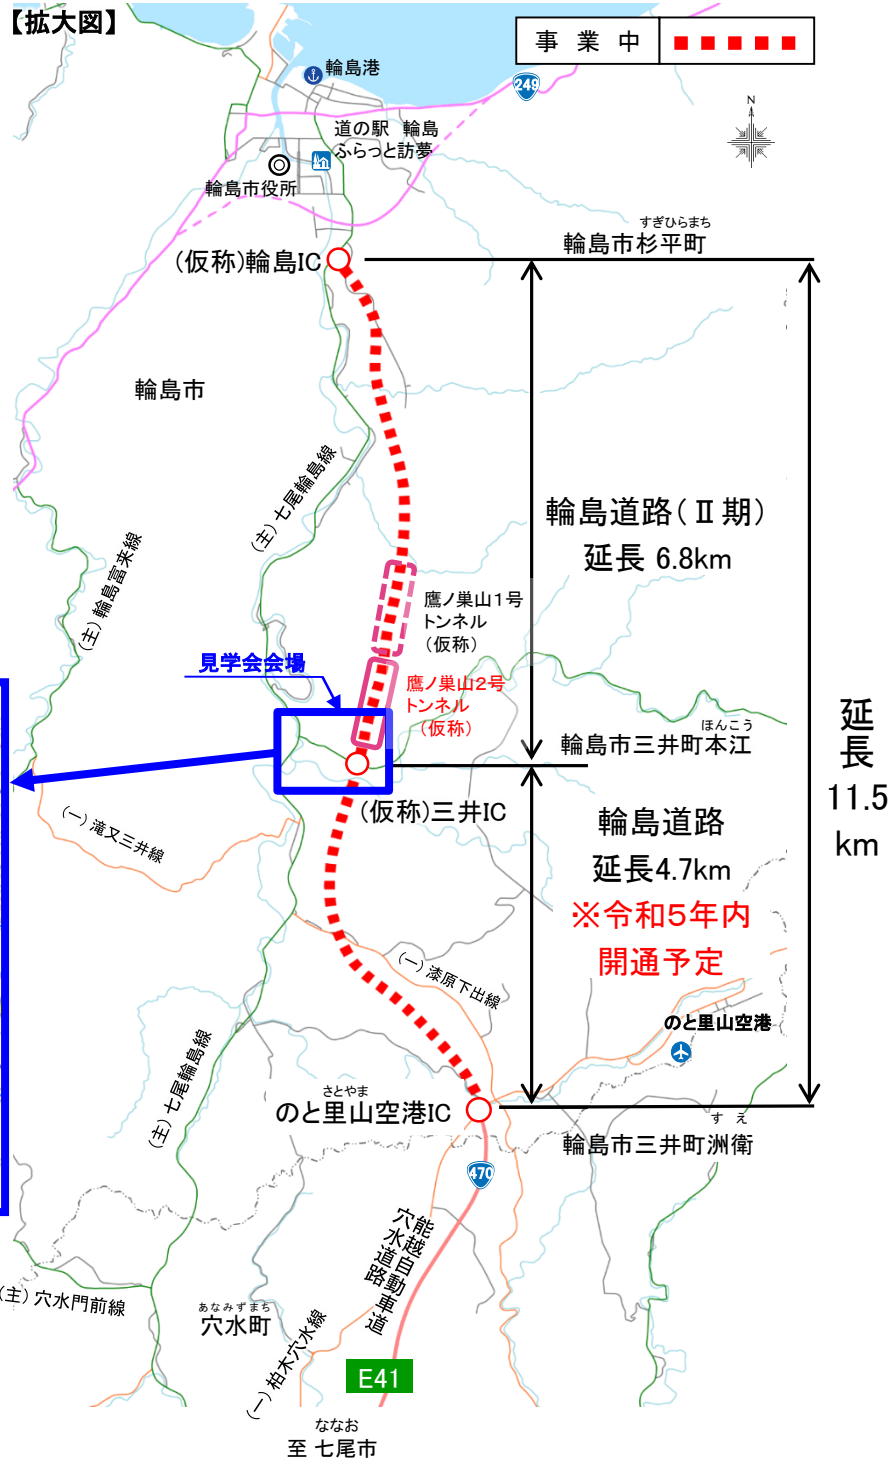 【拡大図】
事業中
輪島港
249
N
道の駅 輪島
ふらっと訪夢
輪島市役所
すぎひらまち
輪島市杉平町
(仮称)輪島IC
輪島市
(主)七尾輪島線
(主)輪島富来線
輪島道路(Ⅱ期)
延長 6.8km
鷹ノ巣山1号
トンネル
(仮称)
見学会会場
鷹ノ巣山2号
トンネル
(仮称)
ほんこう
輪島市三井町本江
延長
11.5
km
(仮称)三井IC
(一)滝又三井線
輪島道路
延長4.7km
※令和5年内
開通予定
(一)漆原下出線
のと里山空港
(主)七尾輪島線
さとやま
のと里山空港IC
すえ
輪島市三井町洲衛
470
能越自動車道
穴水道路
(主)穴水門前線
あなみずまち
穴水町
(一)柏木穴水線
E41
ななお
至 七尾市